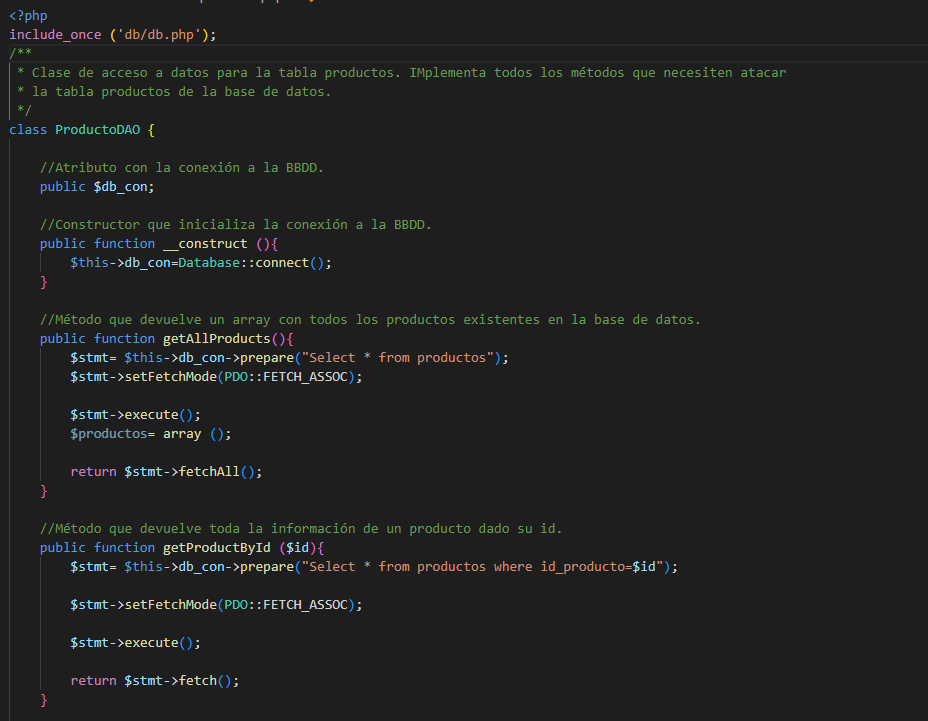 <?php
include_once ('db/db.php');
/**
 * Clase de acceso a datos para la tabla productos. IMplementa todos los métodos que necesiten atacar
 * la tabla productos de la base de datos.
 */
class ProductoDAO {
    //Atributo con la conexión a la BBDD.
    public $db_con;
    //Constructor que inicializa la conexión a la BBDD.
    public function __construct (){
        $this->db_con=Database::connect();
    }
    //Método que devuelve un array con todos los productos existentes en la base de datos.
    public function getAllProducts(){
        $stmt= $this->db_con->prepare("Select * from productos");
        $stmt->setFetchMode(PDO::FETCH_ASSOC);
        $stmt->execute();
        $productos= array ();
        return $stmt->fetchAll();
    }
    //Método que devuelve toda la información de un producto dado su id.
    public function getProductById ($id){
        $stmt= $this->db_con->prepare("Select * from productos where id_producto=$id");
        $stmt->setFetchMode(PDO::FETCH_ASSOC);
        $stmt->execute();
        return $stmt->fetch();
    }